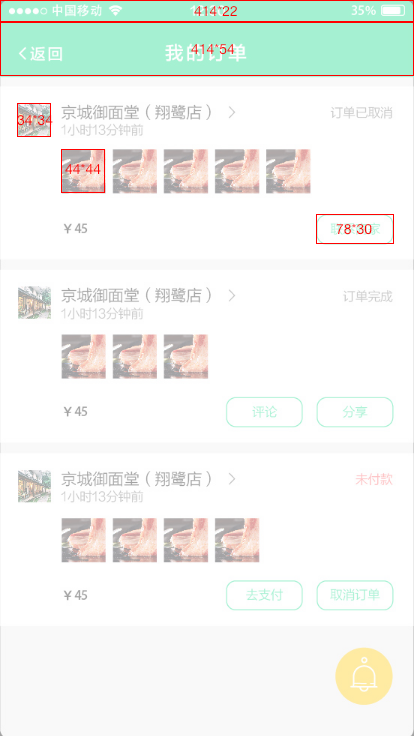 中国移动 414*22 35%
返回 我的订单 414*54
34*34 京城御面堂（翔鹭店） 订单已取消
1小时13分钟前
44*44
￥45 78*30
京城御面堂（翔鹭店） 订单完成
1小时13分钟前
￥45 评论 分享
京城御面堂（翔鹭店） 未付款
1小时13分钟前
￥45 去支付 取消订单